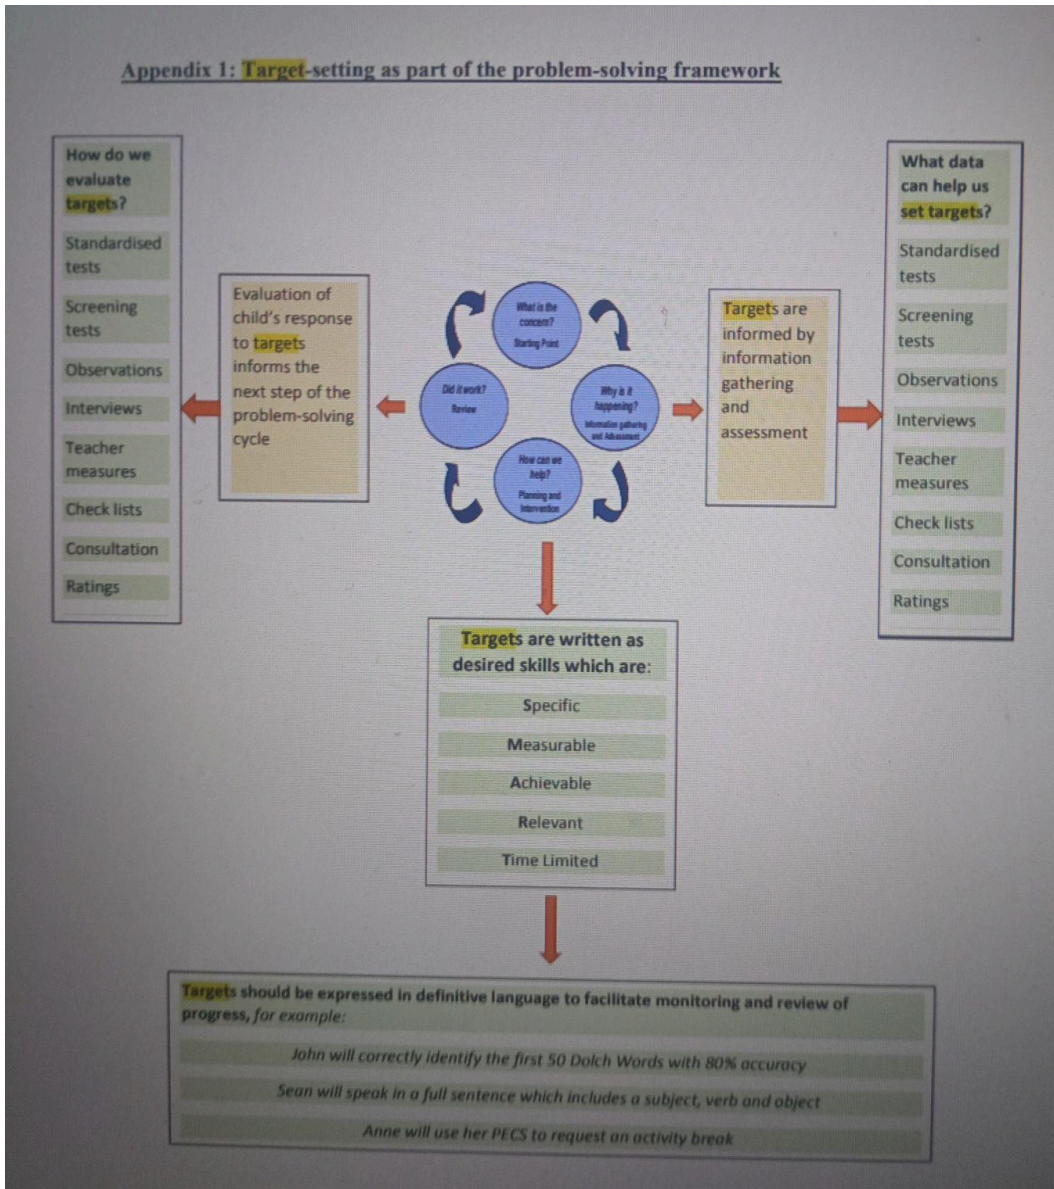 Appendix 1: Target-setting as part of the problem-solving framework
How do we
evaluate
targets?
Standardised
tests
Screening
tests
Observations
Interviews
Teacher
measures
Check lists
Consultation
Ratings
Evaluation of
child's response
to targets
informs the
next step of the
problem-solving
cycle
What is the
concern?
Starting Point
Why is it
happening?
Information gathering
and Assessment
How can we
help?
Planning and
Intervention
Did it work?
Review
Targets are
informed by
information
gathering
and
assessment
What data
can help us
set targets?
Standardised
tests
Screening
tests
Observations
Interviews
Teacher
measures
Check lists
Consultation
Ratings
Targets are written as
desired skills which are:
Specific
Measurable
Achievable
Relevant
Time Limited
Targets should be expressed in definitive language to facilitate monitoring and review of
progress, for example:
John will correctly identify the first 50 Dolch Words with 80% accuracy
Sean will speak in a full sentence which includes a subject, verb and object
Anne will use her PECS to request an activity break